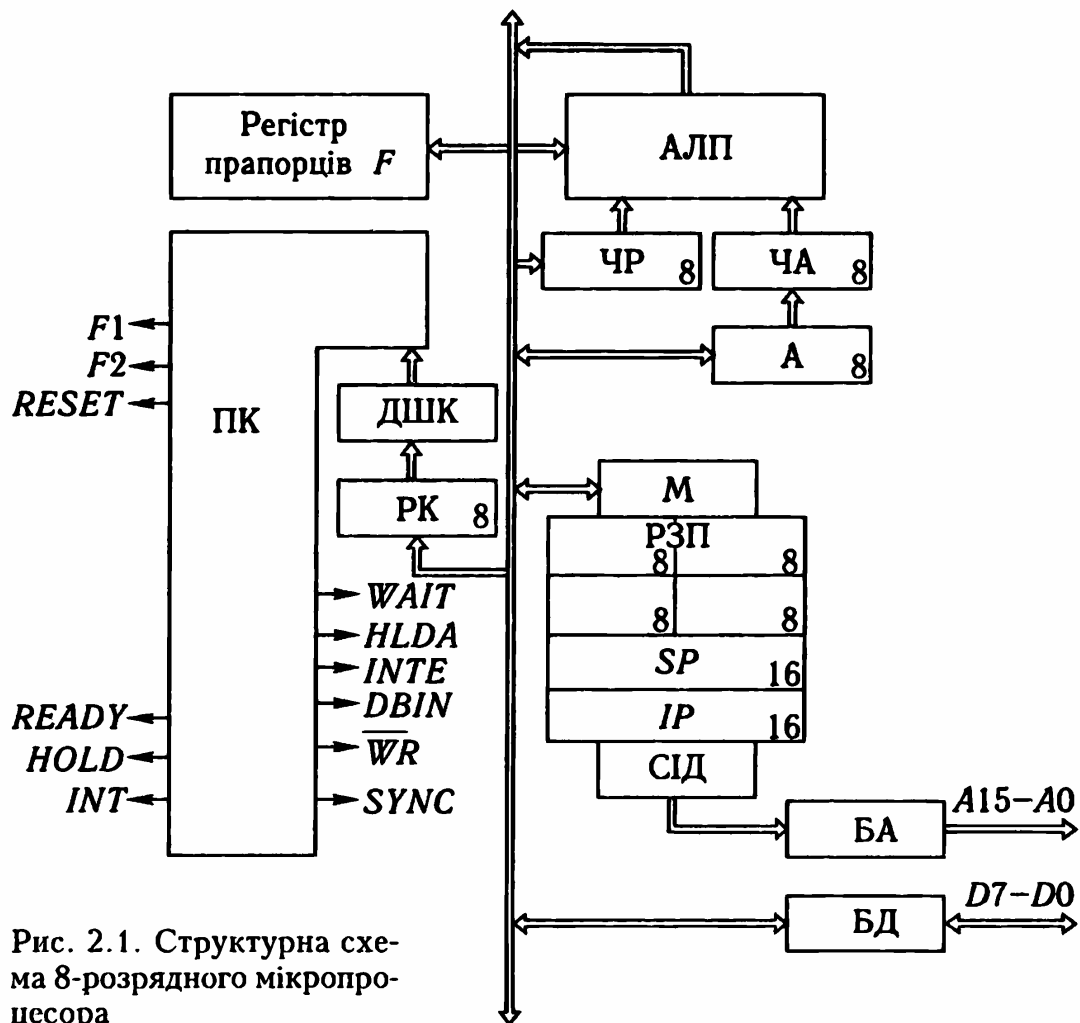 Регістр
прапорців F
АЛП
ЧР 8
ЧА 8
А 8
F1
F2
RESET
ПК
ДШК
РК 8
М
РЗП
8 8
8 8
SP 16
IP 16
СІД
WAIT
HLDA
INTE
DBIN
W̅R̅
SYNC
READY
HOLD
INT
БА
A15–A0
БД
D7–D0
Рис. 2.1. Структурна схе-
ма 8-розрядного мікропро-
цесора